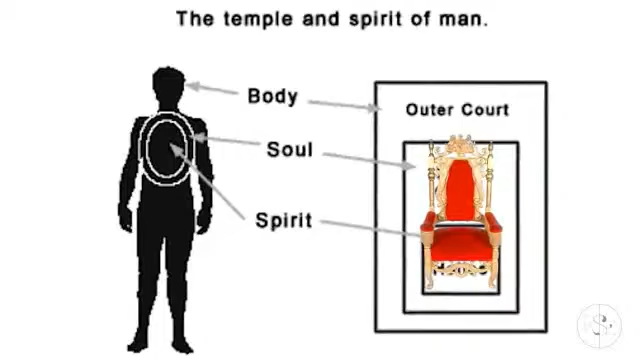 The temple and spirit of man.
Body
Outer Court
Soul
Spirit